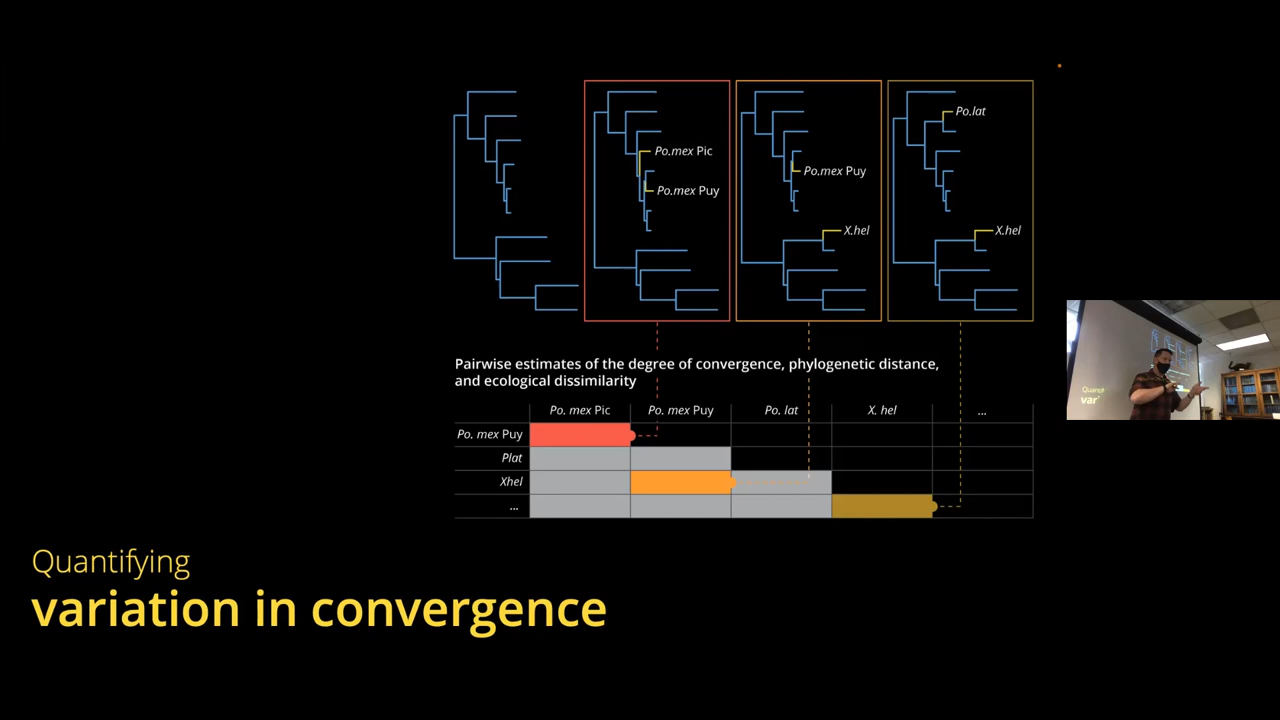 Po.lat
Po.mex Pic
Po.mex Puy
Po.mex Puy
X.hel
X.hel
Pairwise estimates of the degree of convergence, phylogenetic distance,
and ecological dissimilarity
Po. mex Pic Po. mex Puy Po. lat X. hel ...
Po. mex Puy
Plat
Xhel
...
Quantifying
variation in convergence
Quantif
var